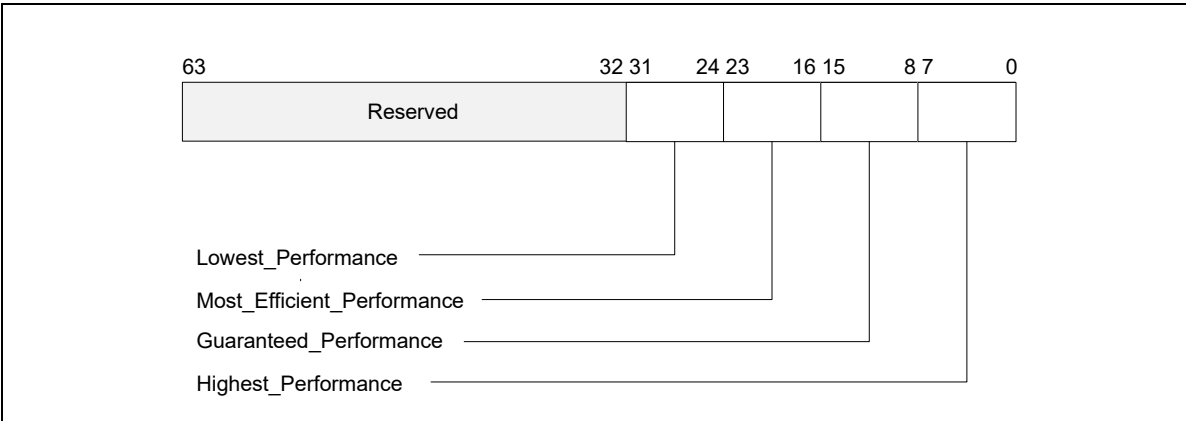 63 32 31 24 23 16 15 8 7 0
Reserved
Lowest_Performance
Most_Efficient_Performance
Guaranteed_Performance
Highest_Performance